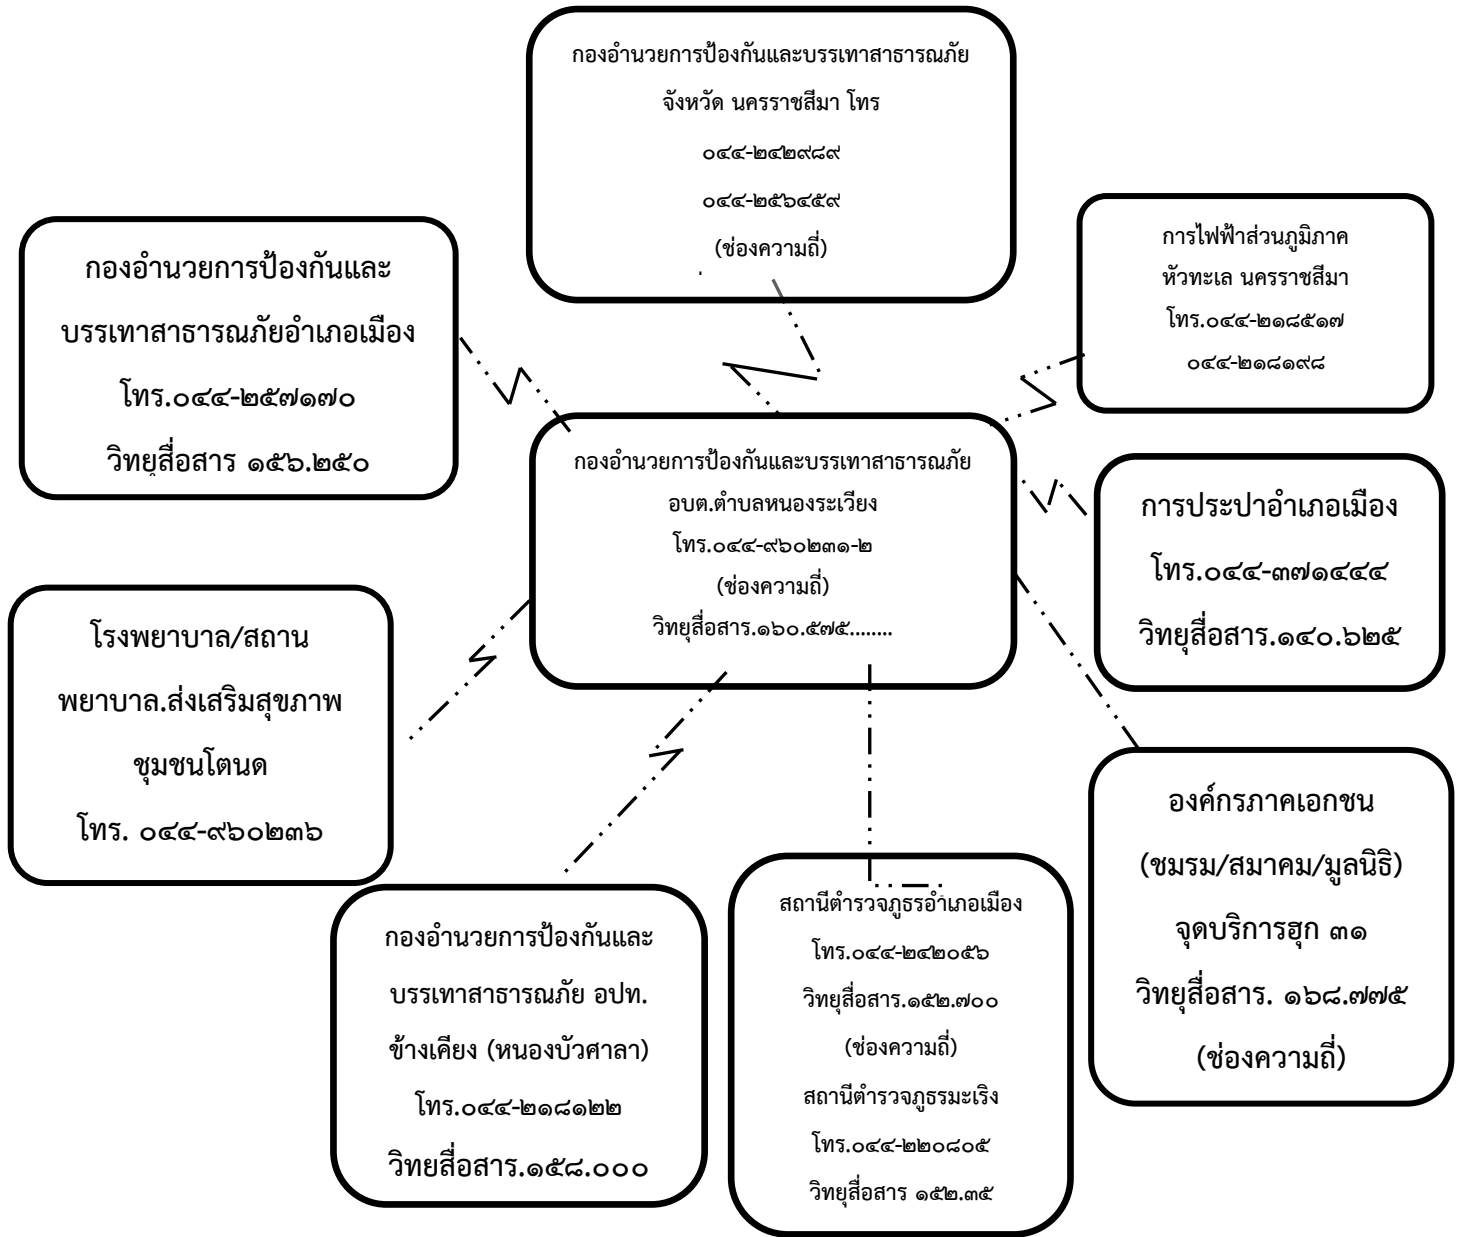 กองอำนวยการป้องกันและบรรเทาสาธารณภัย
จังหวัด นครราชสีมา โทร
๐๔๔-๒๔๒๙๘๙
๐๔๔-๒๕๖๔๕๙
(ช่องความถี่)
การไฟฟ้าส่วนภูมิภาค
หัวทะเล นครราชสีมา
โทร.๐๔๔-๒๑๘๕๑๗
๐๔๔-๒๑๘๑๙๘
กองอำนวยการป้องกันและ
บรรเทาสาธารณภัยอำเภอเมือง
โทร.๐๔๔-๒๕๗๑๗๐
วิทยุสื่อสาร ๑๕๖.๒๕๐
กองอำนวยการป้องกันและบรรเทาสาธารณภัย
อบต.ตำบลหนองระเวียง
โทร.๐๔๔-๙๖๐๒๓๑-๒
(ช่องความถี่)
วิทยุสื่อสาร.๑๖๐.๕๗๕........
การประปาอำเภอเมือง
โทร.๐๔๔-๓๗๑๔๔๔
วิทยุสื่อสาร.๑๔๐.๖๒๕
โรงพยาบาล/สถาน
พยาบาล.ส่งเสริมสุขภาพ
ชุมชนโตนด
โทร. ๐๔๔-๙๖๐๒๓๖
องค์กรภาคเอกชน
(ชมรม/สมาคม/มูลนิธิ)
จุดบริการฮุก ๓๑
วิทยุสื่อสาร. ๑๖๘.๗๗๕
(ช่องความถี่)
กองอำนวยการป้องกันและ
บรรเทาสาธารณภัย อปท.
ข้างเคียง (หนองบัวศาลา)
โทร.๐๔๔-๒๑๘๑๒๒
วิทยสื่อสาร.๑๕๘.๐๐๐
สถานีตำรวจภูธรอำเภอเมือง
โทร.๐๔๔-๒๔๒๐๕๖
วิทยุสื่อสาร.๑๕๒.๗๐๐
(ช่องความถี่)
สถานีตำรวจภูธรมะเริง
โทร.๐๔๔-๒๒๐๘๐๕
วิทยุสื่อสาร ๑๕๒.๓๕